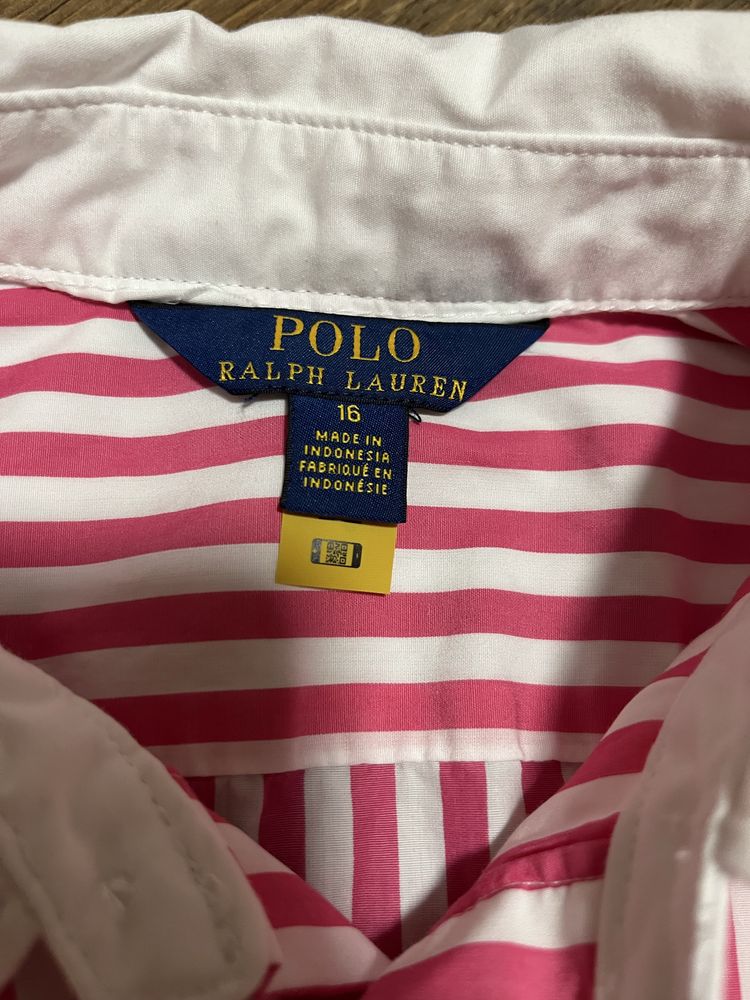 POLO
RALPH LAUREN
16
MADE IN
INDONESIA
FABRIQUÉ EN
INDONÉSIE